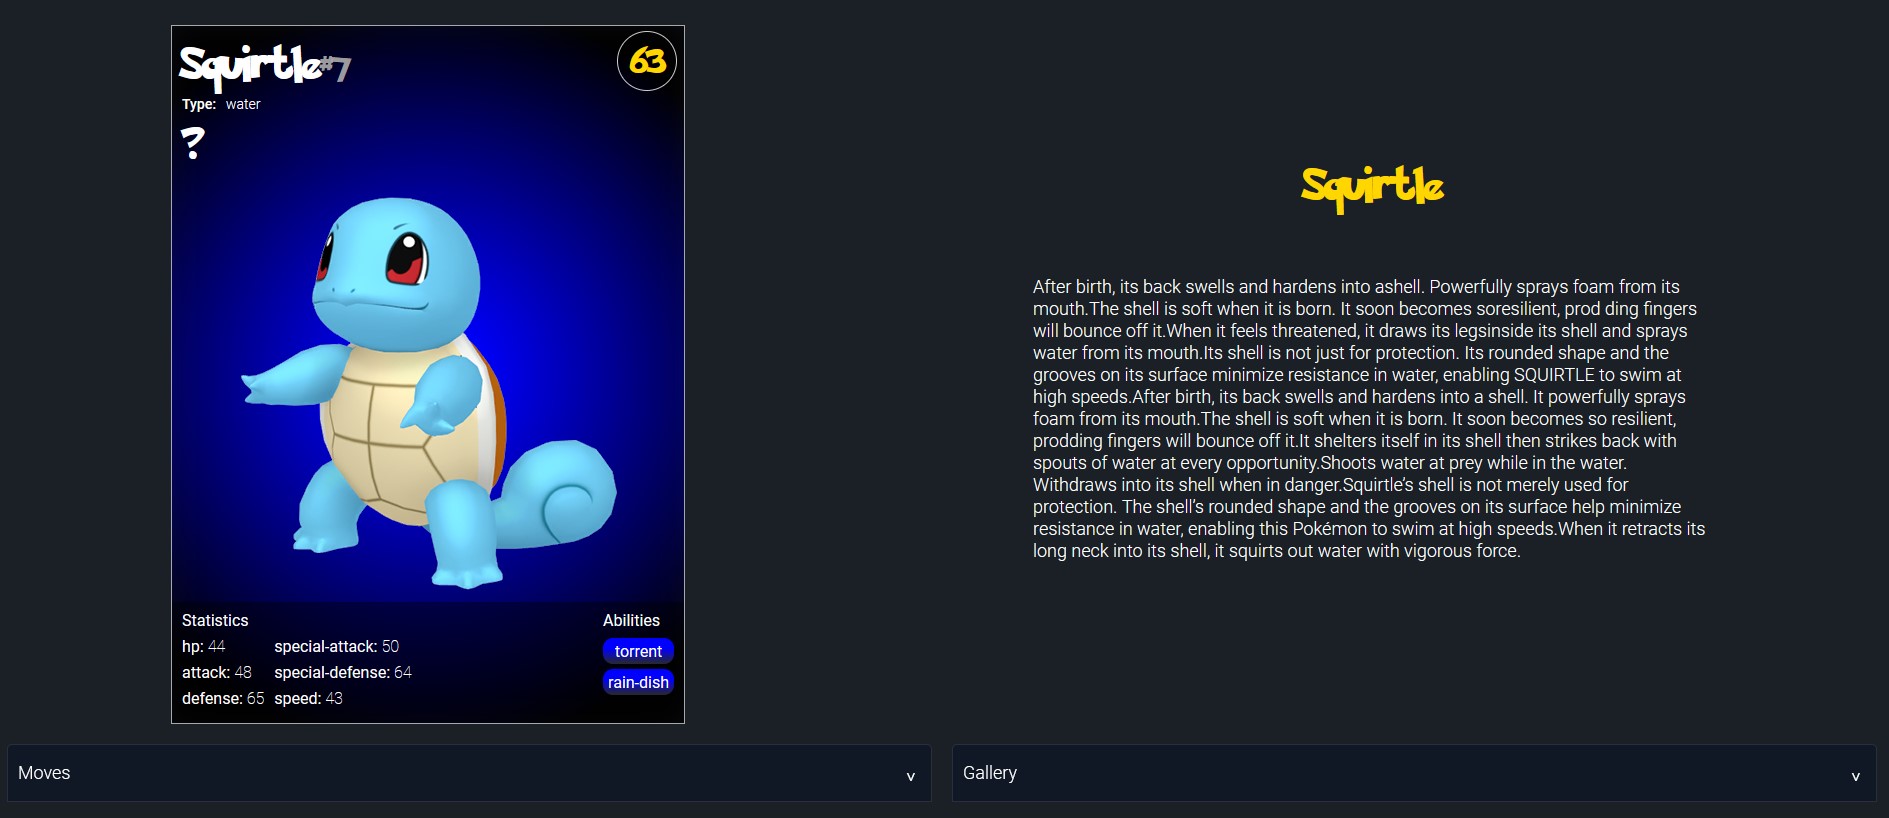 Squirtle#7
63
Type: water
?
Statistics
hp: 44 special-attack: 50
attack: 48 special-defense: 64
defense: 65 speed: 43
Abilities
torrent
rain-dish
Squirtle
After birth, its back swells and hardens into ashell. Powerfully sprays foam from its
mouth.The shell is soft when it is born. It soon becomes soresilient, prod ding fingers
will bounce off it.When it feels threatened, it draws its legsinside its shell and sprays
water from its mouth.Its shell is not just for protection. Its rounded shape and the
grooves on its surface minimize resistance in water, enabling SQUIRTLE to swim at
high speeds.After birth, its back swells and hardens into a shell. It powerfully sprays
foam from its mouth.The shell is soft when it is born. It soon becomes so resilient,
prodding fingers will bounce off it.It shelters itself in its shell then strikes back with
spouts of water at every opportunity.Shoots water at prey while in the water.
Withdraws into its shell when in danger.Squirtle’s shell is not merely used for
protection. The shell’s rounded shape and the grooves on its surface help minimize
resistance in water, enabling this Pokémon to swim at high speeds.When it retracts its
long neck into its shell, it squirts out water with vigorous force.
Moves v
Gallery v